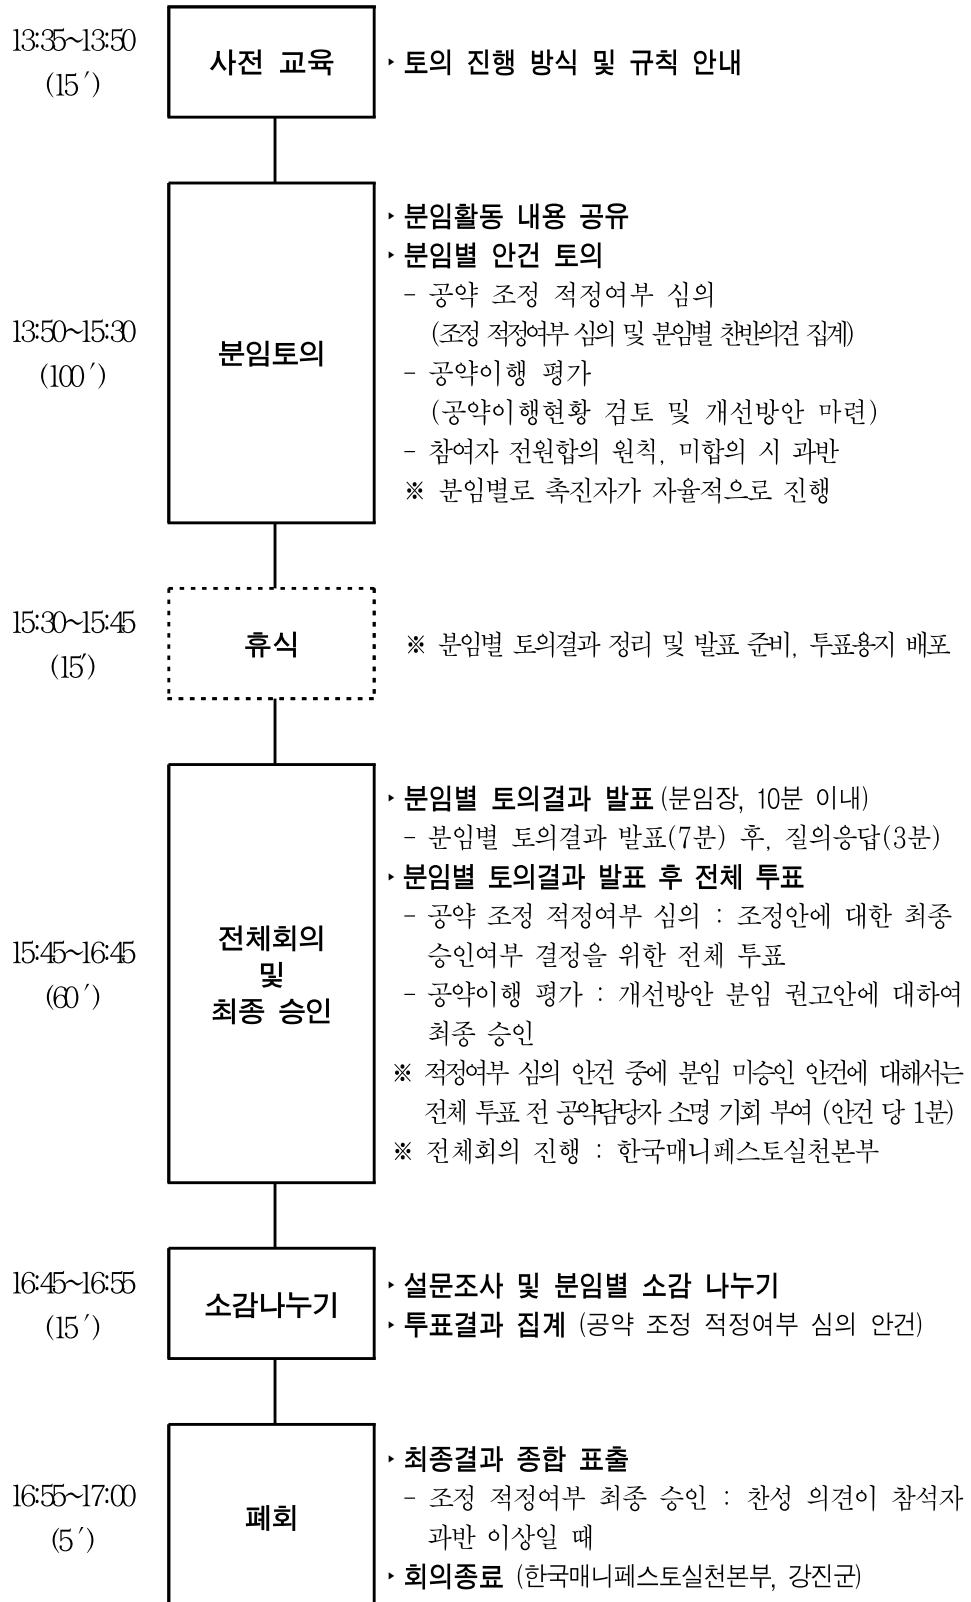 13:35~13:50
(15´)
사전 교육
‣ 토의 진행 방식 및 규칙 안내
13:50~15:30
(100´)
분임토의
‣ 분임활동 내용 공유
‣ 분임별 안건 토의
- 공약 조정 적정여부 심의
(조정 적정여부 심의 및 분임별 찬반의견 집계)
- 공약이행 평가
(공약이행현황 검토 및 개선방안 마련)
- 참여자 전원합의 원칙, 미합의 시 과반
※ 분임별로 촉진자가 자율적으로 진행
15:30~15:45
(15′)
휴식
※ 분임별 토의결과 정리 및 발표 준비, 투표용지 배포
15:45~16:45
(60´)
전체회의
및
최종 승인
‣ 분임별 토의결과 발표 (분임장, 10분 이내)
- 분임별 토의결과 발표(7분) 후, 질의응답(3분)
‣ 분임별 토의결과 발표 후 전체 투표
- 공약 조정 적정여부 심의 : 조정안에 대한 최종
승인여부 결정을 위한 전체 투표
- 공약이행 평가 : 개선방안 분임 권고안에 대하여
최종 승인
※ 적정여부 심의 안건 중에 분임 미승인 안건에 대해서는
전체 투표 전 공약담당자 소명 기회 부여 (안건 당 1분)
※ 전체회의 진행 : 한국매니페스토실천본부
16:45~16:55
(15´)
소감나누기
‣ 설문조사 및 분임별 소감 나누기
‣ 투표결과 집계 (공약 조정 적정여부 심의 안건)
16:55~17:00
(5´)
폐회
‣ 최종결과 종합 표출
- 조정 적정여부 최종 승인 : 찬성 의견이 참석자
과반 이상일 때
‣ 회의종료 (한국매니페스토실천본부, 강진군)